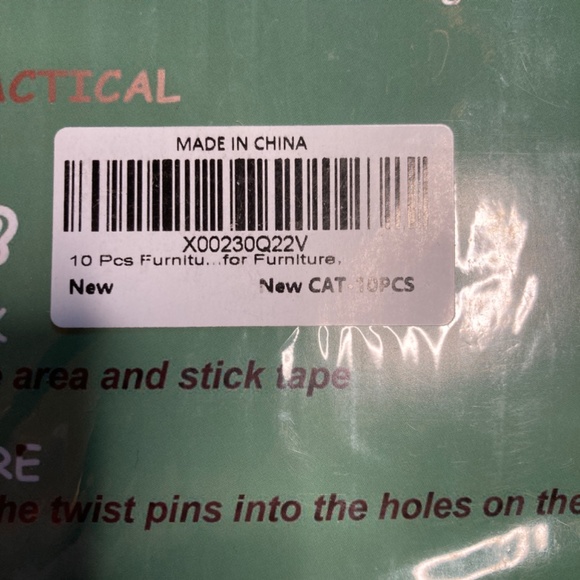 ACTICAL
MADE IN CHINA
X00230Q22V
10 Pcs Furnitu...for Furniture,
New
New CAT 10PCS
area and stick tape
RE
he twist pins into the holes on the